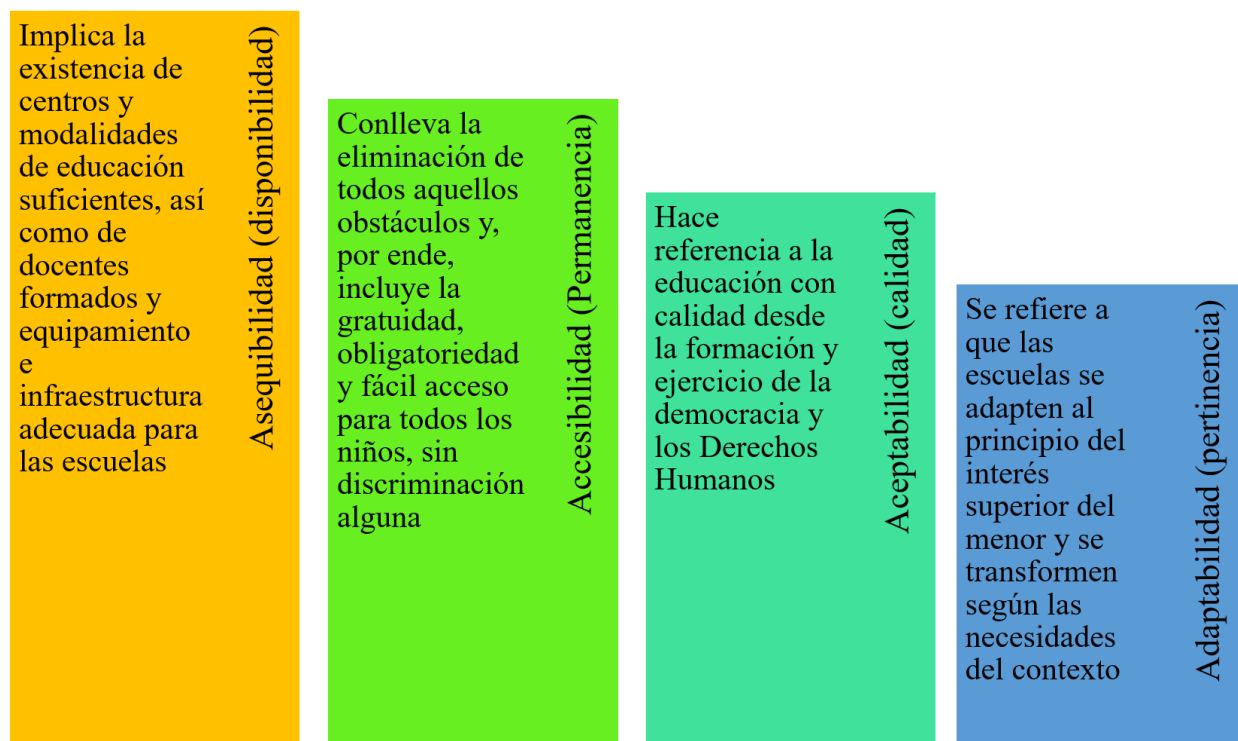 Implica la
existencia de
centros y
modalidades
de educación
suficientes, así
como de
docentes
formados y
equipamiento
e
infraestructura
adecuada para
las escuelas
Asequibilidad (disponibilidad)
Conlleva la
eliminación de
todos aquellos
obstáculos y,
por ende,
incluye la
gratuidad,
obligatoriedad
y fácil acceso
para todos los
niños, sin
discriminación
alguna
Accesibilidad (Permanencia)
Hace
referencia a la
educación con
calidad desde
la formación y
ejercicio de la
democracia y
los Derechos
Humanos
Aceptabilidad (calidad)
Se refiere a
que las
escuelas se
adapten al
principio del
interés
superior del
menor y se
transformen
según las
necesidades
del contexto
Adaptabilidad (pertinencia)